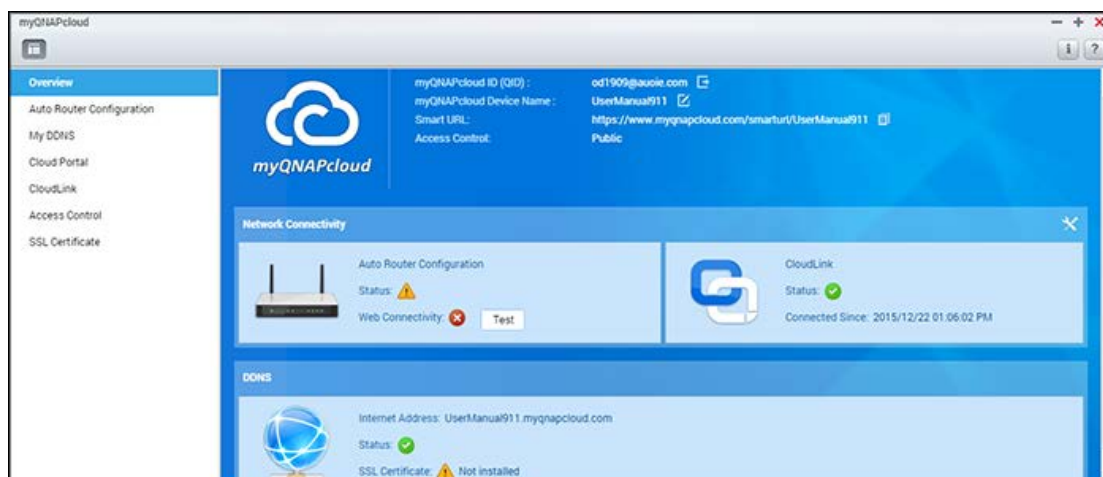 myQNAPcloud
Overview
Auto Router Configuration
My DDNS
Cloud Portal
CloudLink
Access Control
SSL Certificate
myQNAPcloud
myQNAPcloud ID (QID) : od1909@auoie.com
myQNAPcloud Device Name : UserManual911
Smart URL: https://www.myqnapcloud.com/smarturl/UserManual911
Access Control: Public
Network Connectivity
Auto Router Configuration
Status:
Web Connectivity: Test
CloudLink
Status:
Connected Since: 2015/12/22 01:06:02 PM
DDNS
Internet Address: UserManual911.myqnapcloud.com
Status:
SSL Certificate: Not installed